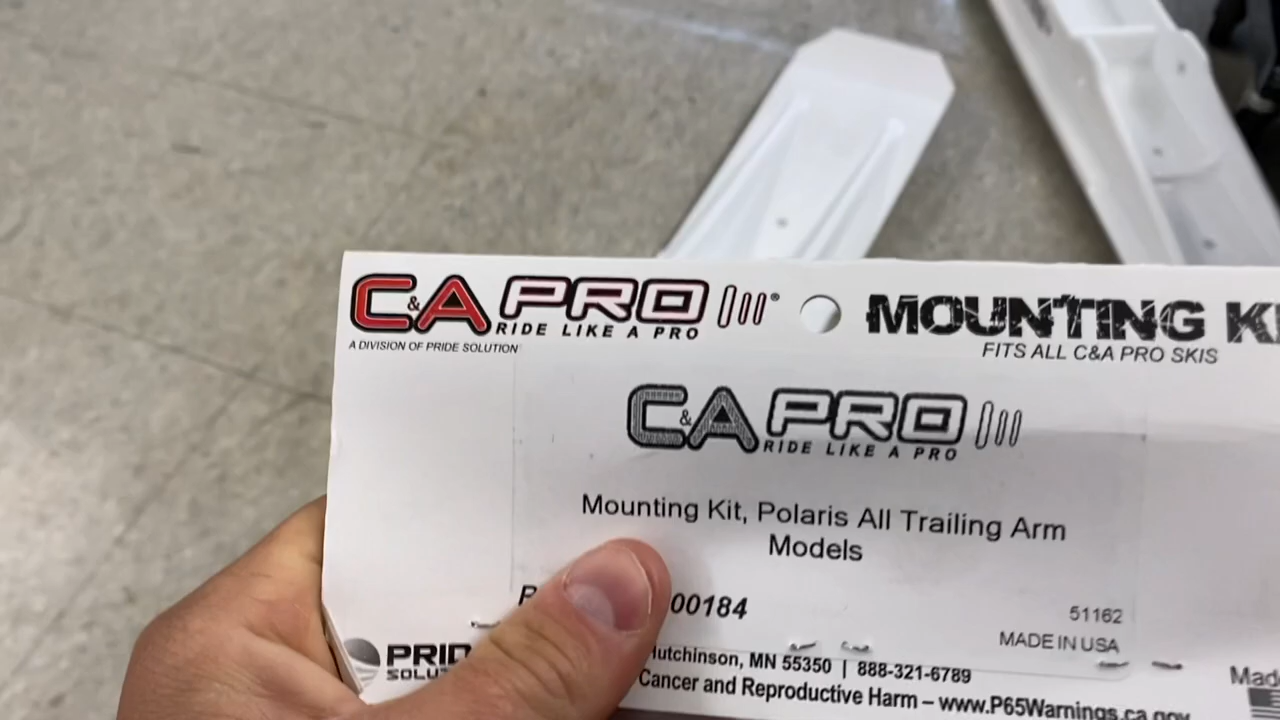 C&A PRO ®
RIDE LIKE A PRO
A DIVISION OF PRIDE SOLUTION
MOUNTING
FITS ALL C&A PRO SKIS
C&A PRO
RIDE LIKE A PRO
Mounting Kit, Polaris All Trailing Arm
Models
00184
51162
MADE IN USA
Hutchinson, MN 55350 | 888-321-6789
Cancer and Reproductive Harm – www.P65Warnings.ca.gov